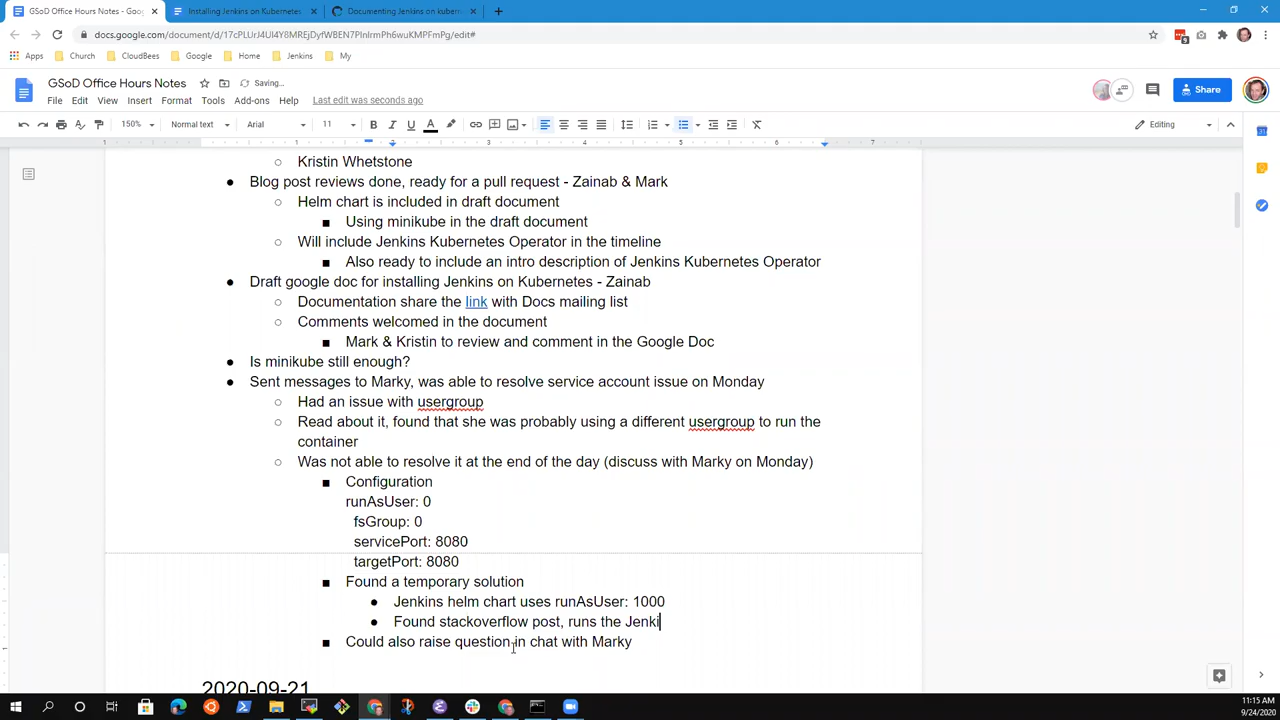 GSoD Office Hours Notes - Goo
Installing Jenkins on Kubernetes
Documenting Jenkins on kubern
docs.google.com/document/d/17cPLUrJ4Ul4Y8MREjDyfWBEN7PInIrmPh6wuKMPFmPg/edit#
Apps
Church
CloudBees
Google
Home
Jenkins
My
GSoD Office Hours Notes
Saving...
File Edit View Insert Format Tools Add-ons Help Last edit was seconds ago
Share
150% Normal text Arial 11 B I U A
Editing
1 1 2 3 4 5 6 7
○ Kristin Whetstone
● Blog post reviews done, ready for a pull request - Zainab & Mark
○ Helm chart is included in draft document
■ Using minikube in the draft document
○ Will include Jenkins Kubernetes Operator in the timeline
■ Also ready to include an intro description of Jenkins Kubernetes Operator
● Draft google doc for installing Jenkins on Kubernetes - Zainab
○ Documentation share the link with Docs mailing list
○ Comments welcomed in the document
■ Mark & Kristin to review and comment in the Google Doc
● Is minikube still enough?
● Sent messages to Marky, was able to resolve service account issue on Monday
○ Had an issue with usergroup
○ Read about it, found that she was probably using a different usergroup to run the
container
○ Was not able to resolve it at the end of the day (discuss with Marky on Monday)
■ Configuration
runAsUser: 0
fsGroup: 0
servicePort: 8080
targetPort: 8080
■ Found a temporary solution
● Jenkins helm chart uses runAsUser: 1000
● Found stackoverflow post, runs the Jenki
■ Could also raise question in chat with Marky
2020-09-21
11:15 AM
9/24/2020